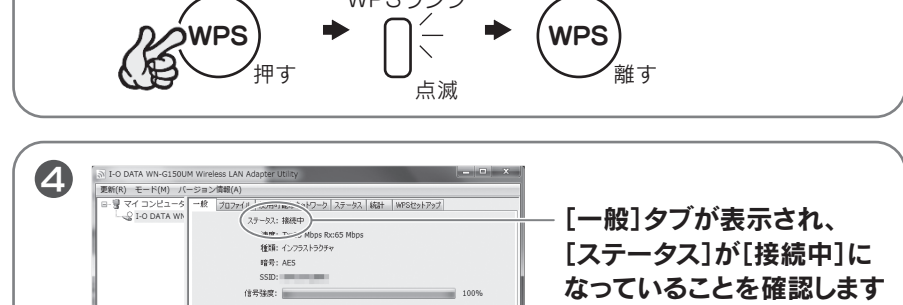 WPSランプ
WPS
WPS
押す
点滅
離す
4
I-O DATA WN-G150UM Wireless LAN Adapter Utility
更新(R) モード(M) バージョン情報(A)
マイ コンピュータ
I-O DATA WN
一般 プロファイル ネットワーク ステータス 統計 WPSセットアップ
ステータス: 接続中
Mbps Rx:65 Mbps
種類: インフラストラクチャ
暗号: AES
SSID:
信号強度: 100%
[一般]タブが表示され、
[ステータス]が[接続中]に
なっていることを確認します